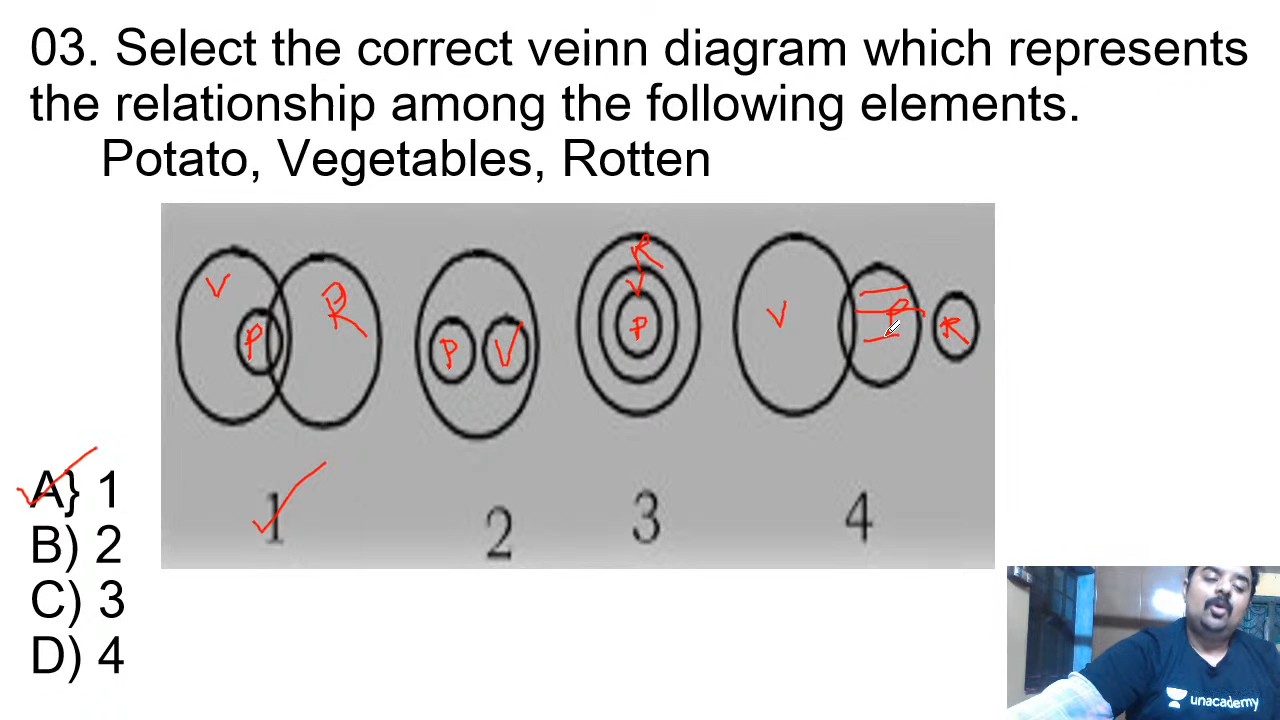 03. Select the correct veinn diagram which represents
the relationship among the following elements.
Potato, Vegetables, Rotten
V P R
P V
R V P
V P R
1 2 3 4
A} 1
B) 2
C) 3
D) 4
unacademy